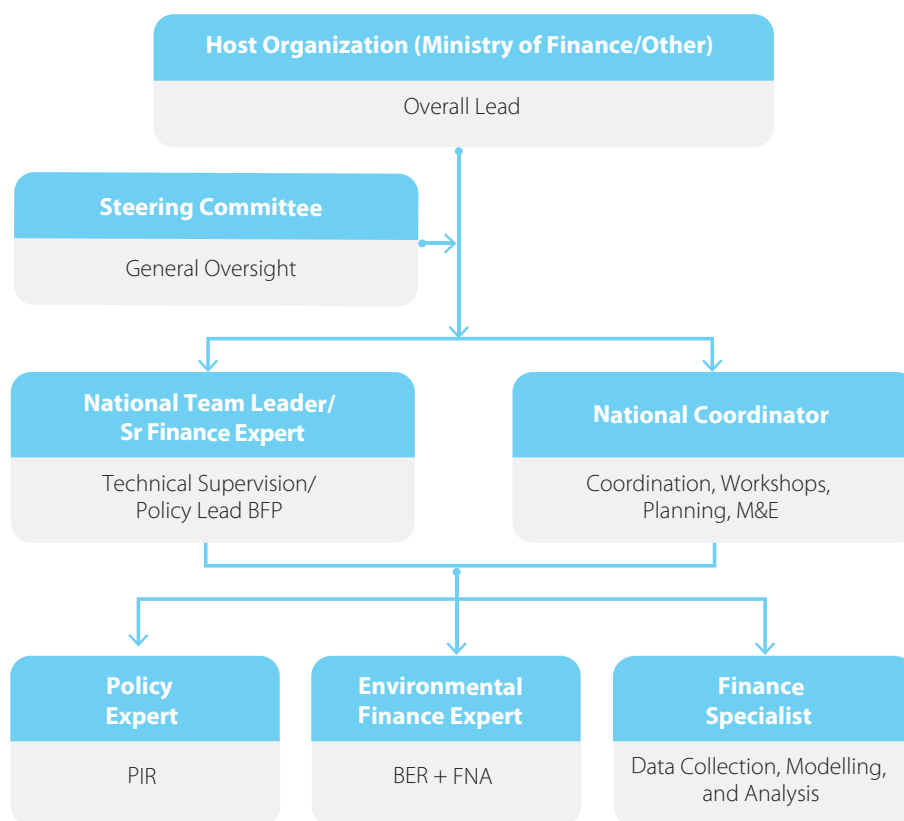 Host Organization (Ministry of Finance/Other)
Overall Lead
Steering Committee
General Oversight
National Team Leader/
Sr Finance Expert
Technical Supervision/
Policy Lead BFP
National Coordinator
Coordination, Workshops,
Planning, M&E
Policy
Expert
PIR
Environmental
Finance Expert
BER + FNA
Finance
Specialist
Data Collection, Modelling,
and Analysis